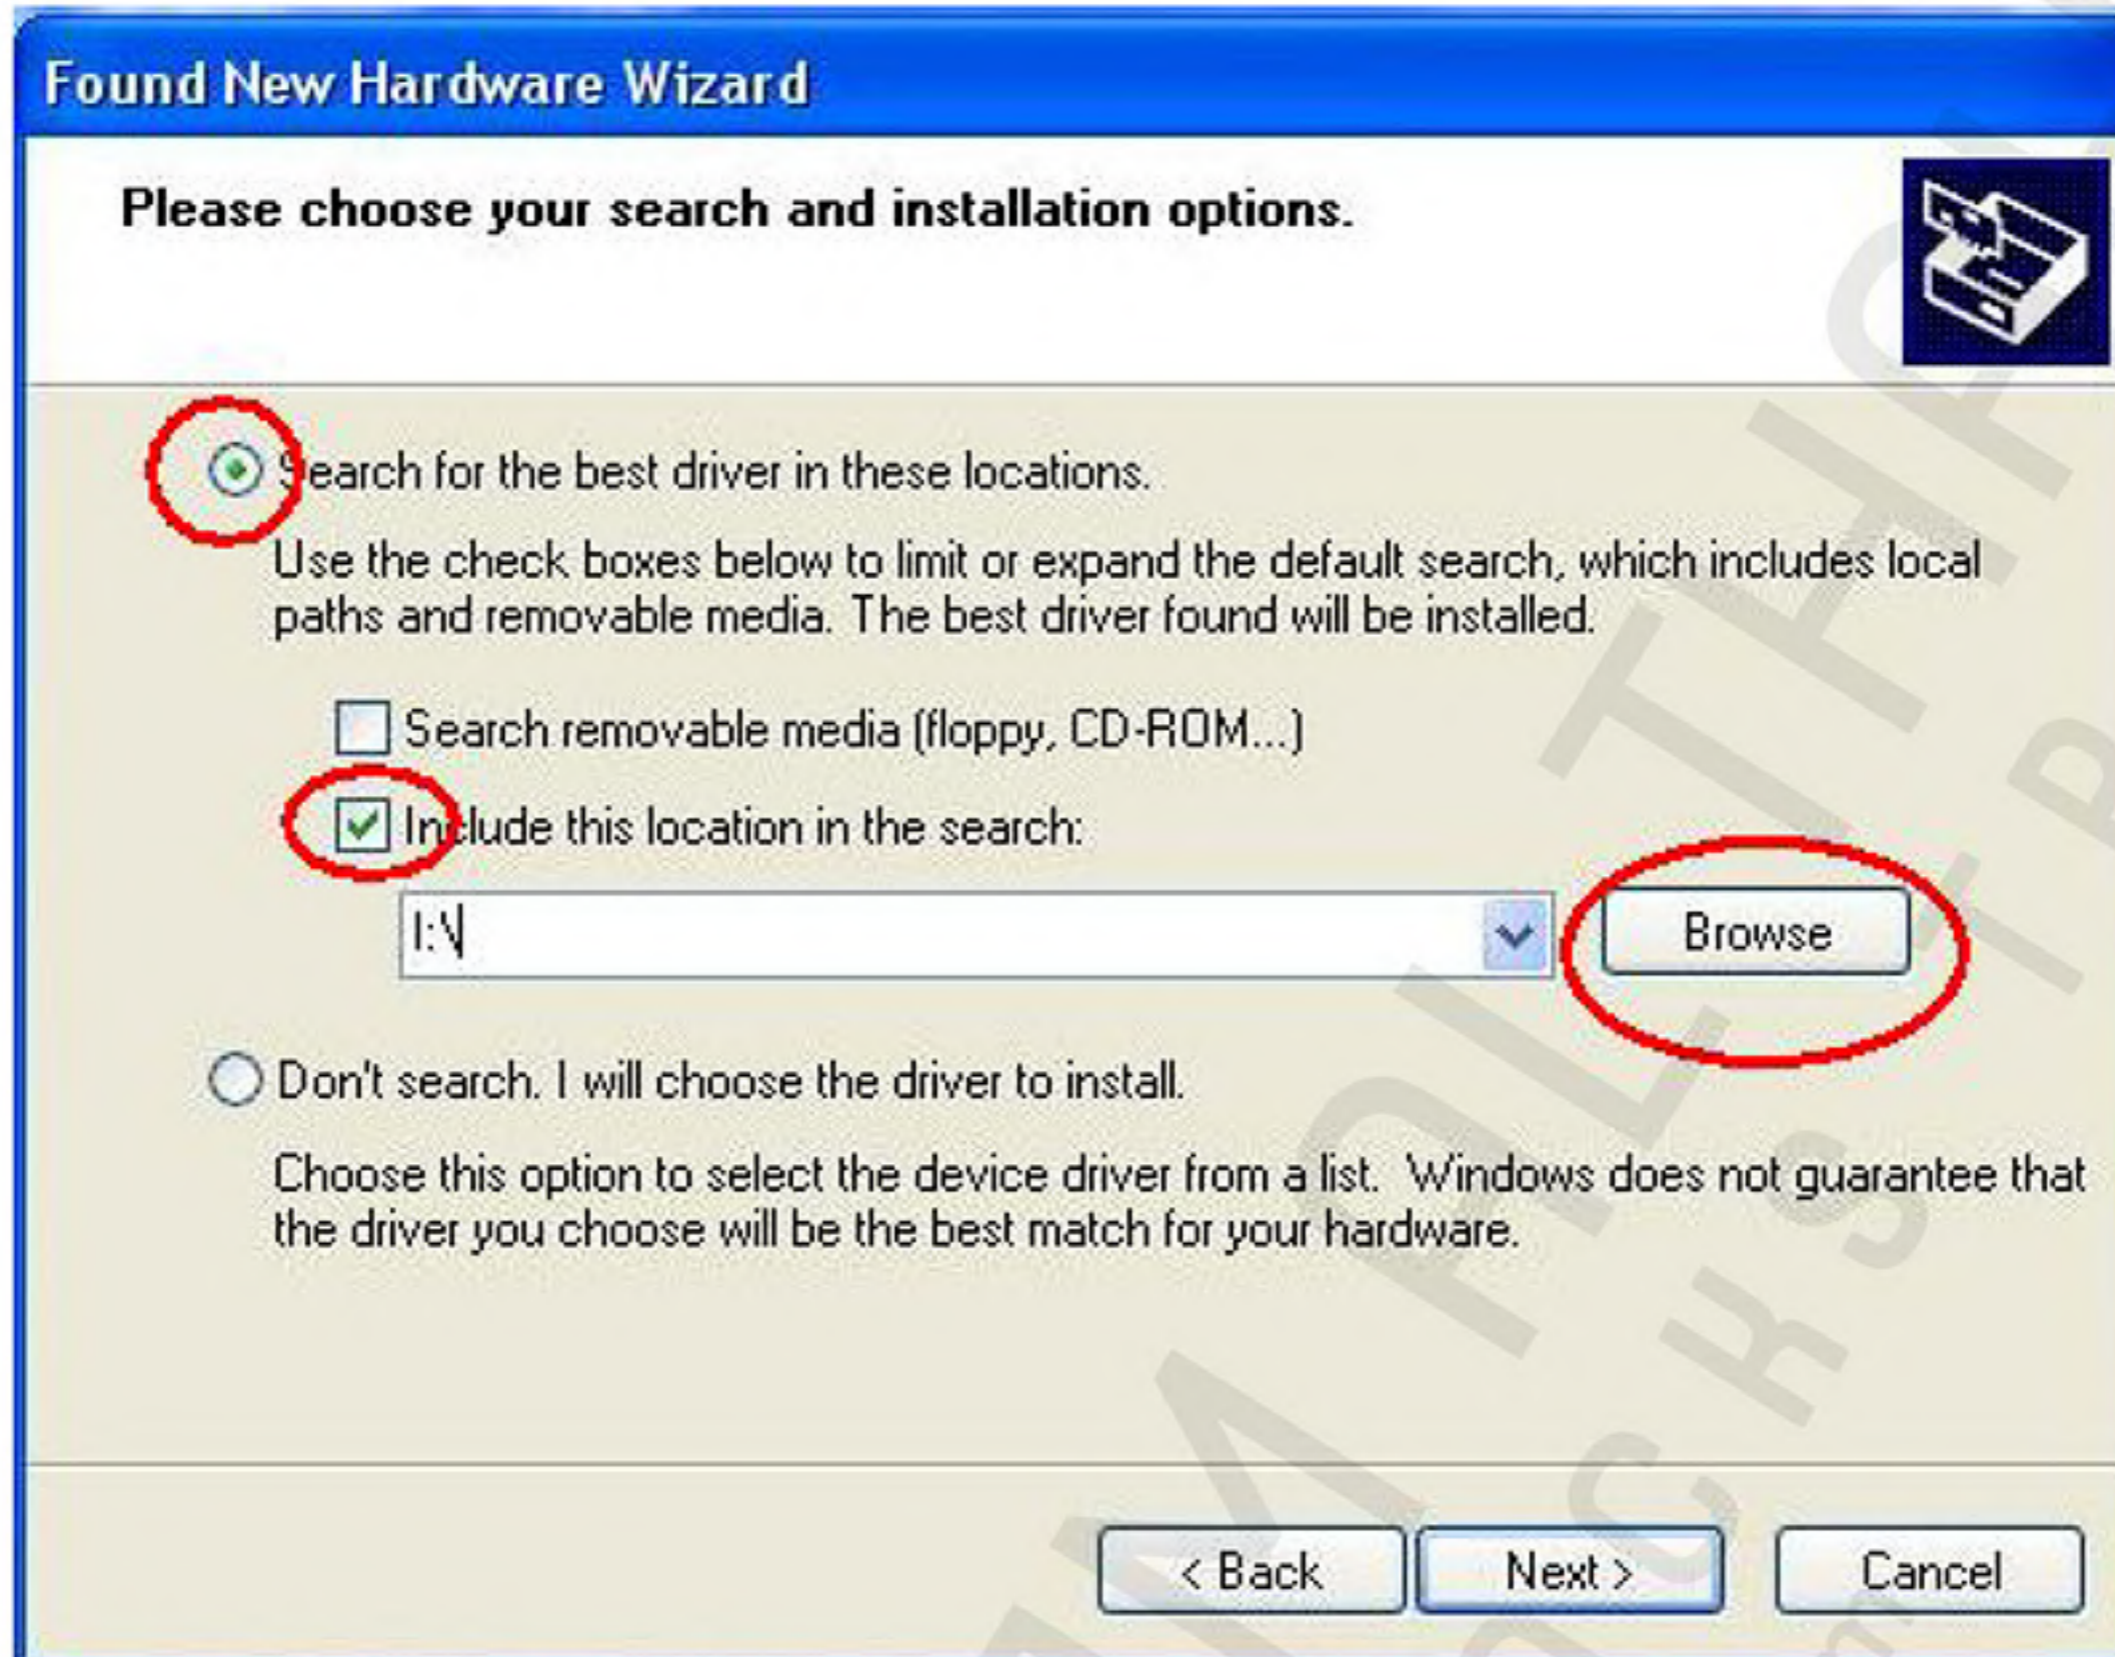 Found New Hardware Wizard
Please choose your search and installation options.
Search for the best driver in these locations.
Use the check boxes below to limit or expand the default search, which includes local
paths and removable media. The best driver found will be installed.
Search removable media (floppy, CD-ROM...)
Include this location in the search:
I:\
Browse
Don't search. I will choose the driver to install.
Choose this option to select the device driver from a list. Windows does not guarantee that
the driver you choose will be the best match for your hardware.
< Back
Next >
Cancel